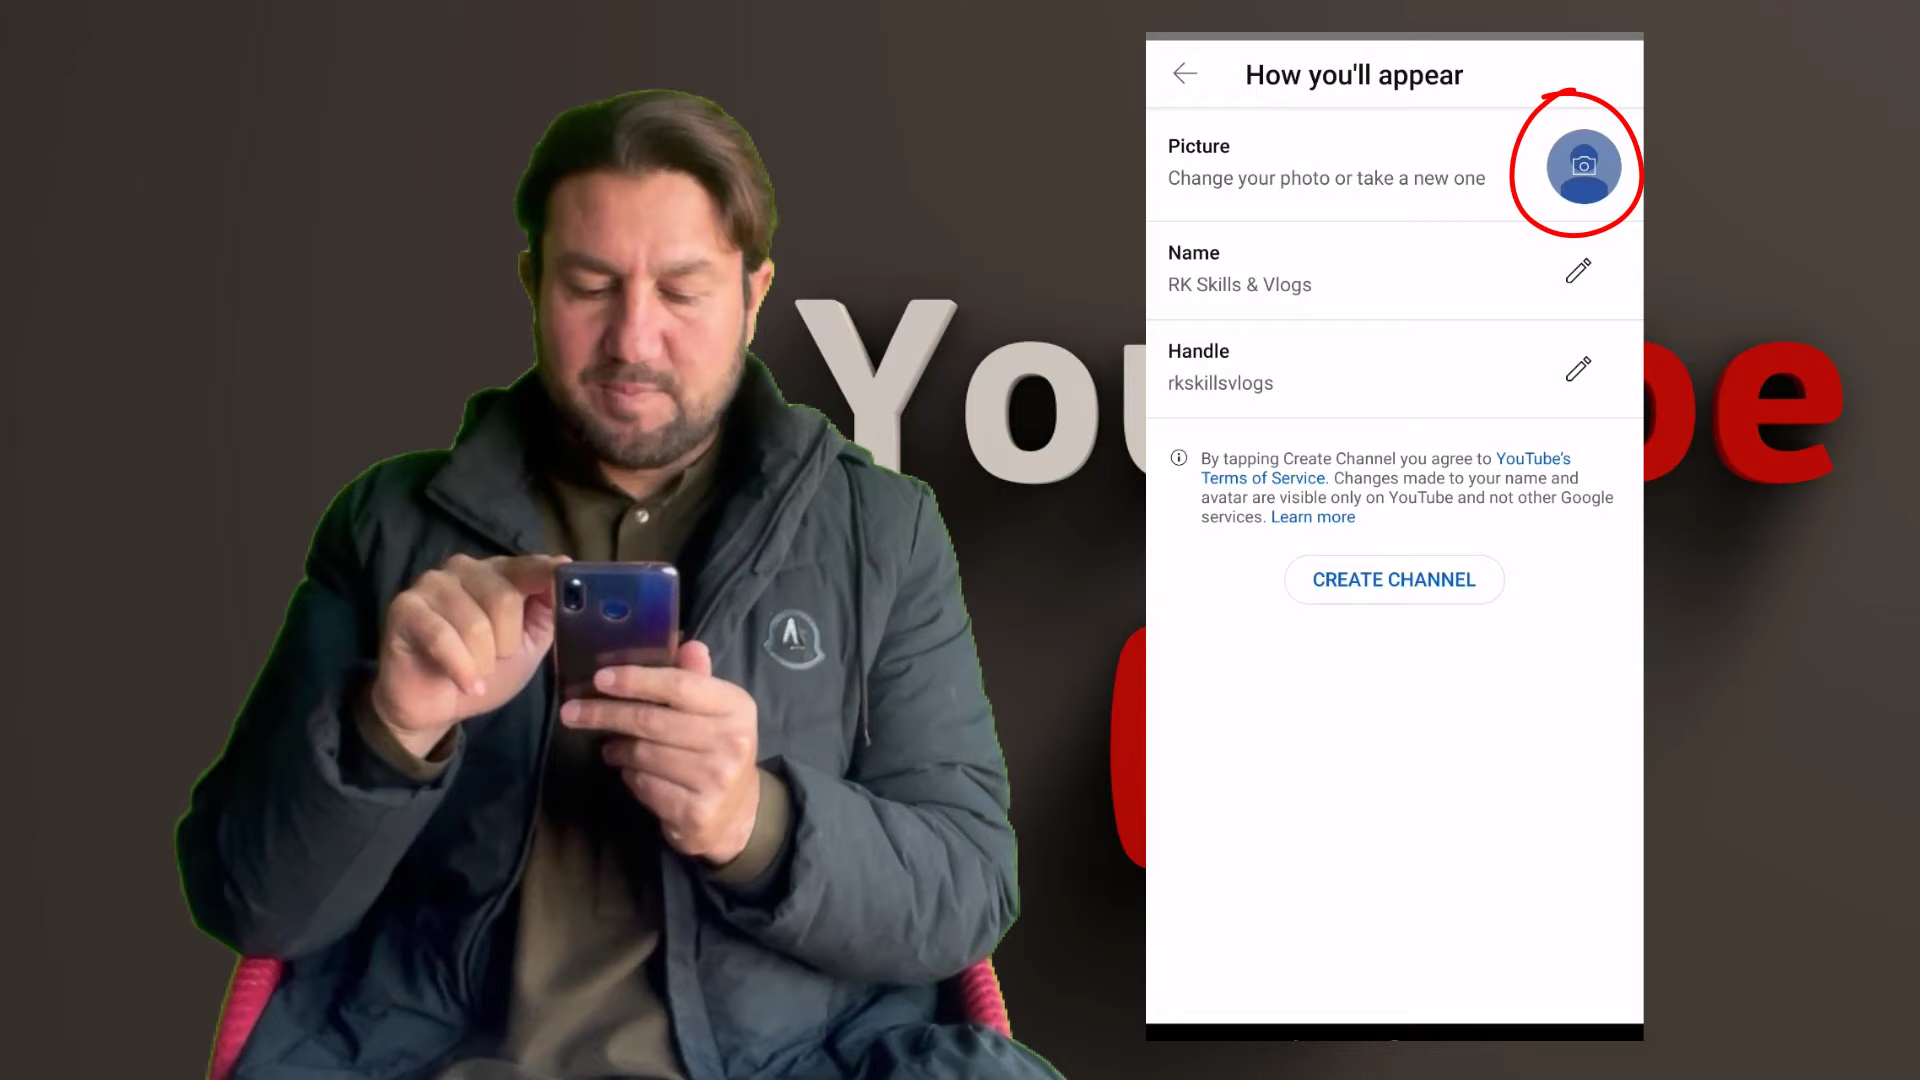 How you'll appear
Picture
Change your photo or take a new one
Name
RK Skills & Vlogs
Handle
rkskillsvlogs
By tapping Create Channel you agree to YouTube's
Terms of Service. Changes made to your name and
avatar are visible only on YouTube and not other Google
services. Learn more
CREATE CHANNEL